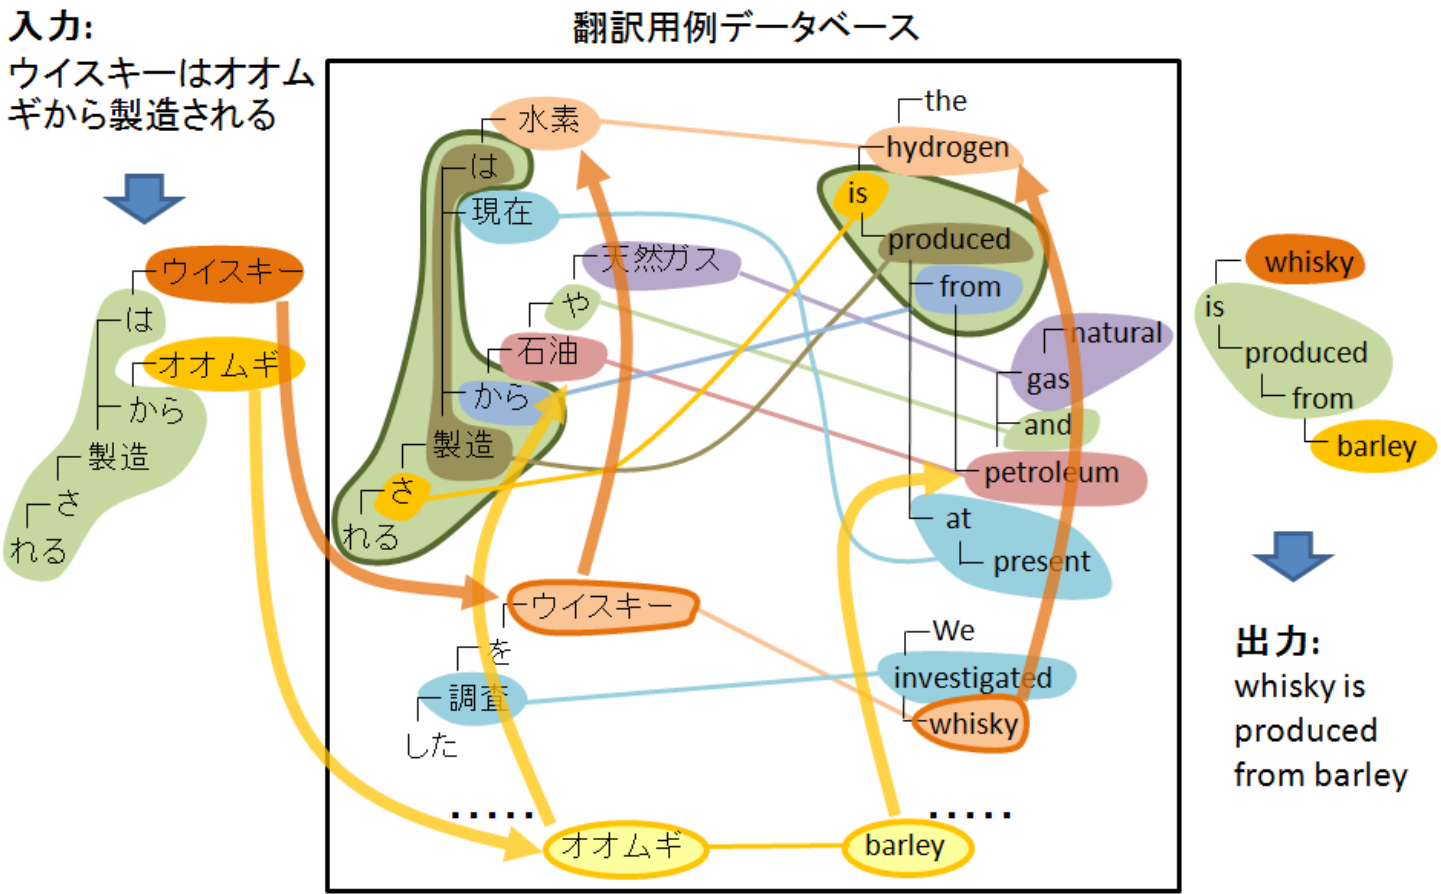 入力:
ウイスキーはオオム
ギから製造される
ウイスキー
は
オオムギ
から
製造
さ
れる
翻訳用例データベース
水素
は
現在
天然ガス
や
石油
から
製造
さ
れる
the
hydrogen
is
produced
from
natural
gas
and
petroleum
at
present
ウイスキー
を
調査
した
We
investigated
whisky
.....
.....
オオムギ
barley
whisky
is
produced
from
barley
出力:
whisky is
produced
from barley